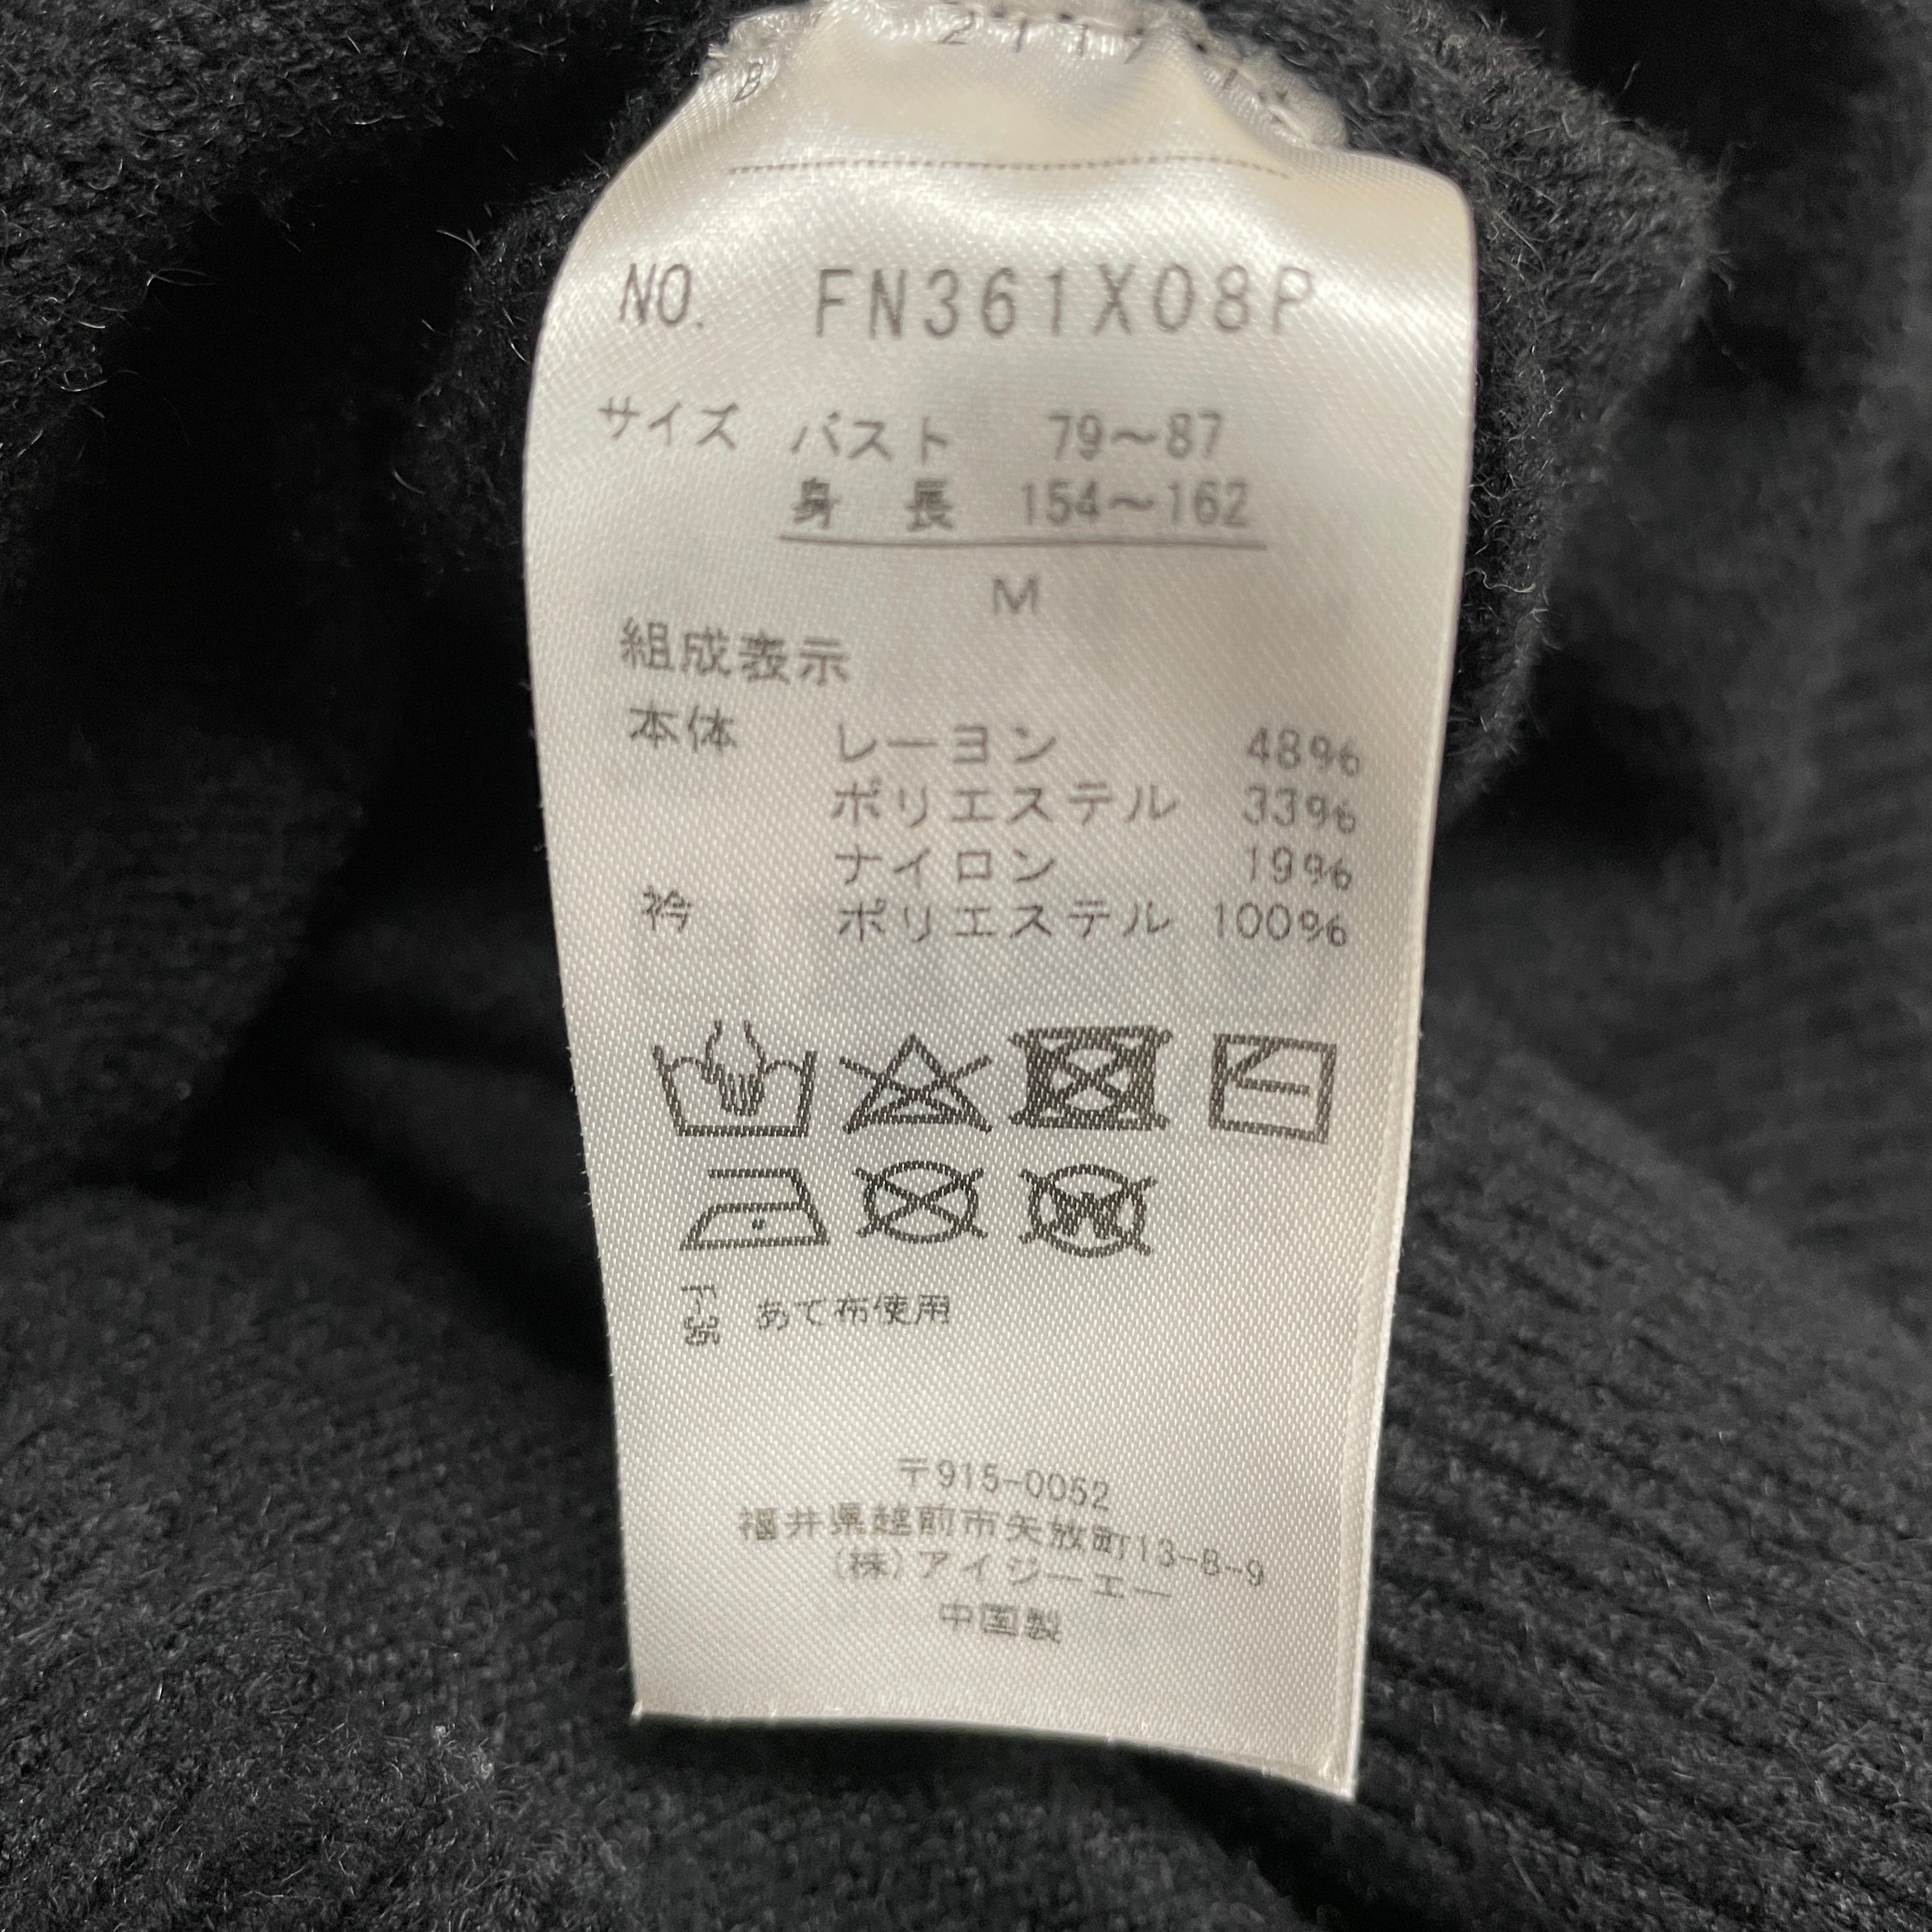 NO. FN361X08P
サイズ バスト 79～87
身 長 154～162
M
組成表示
本体 レーヨン 48%
ポリエステル 33%
ナイロン 19%
衿 ポリエステル 100%
F-35 あて布使用
〒915-0052
福井県越前市矢放町13-8-9
(株)アイジーエー
中国製